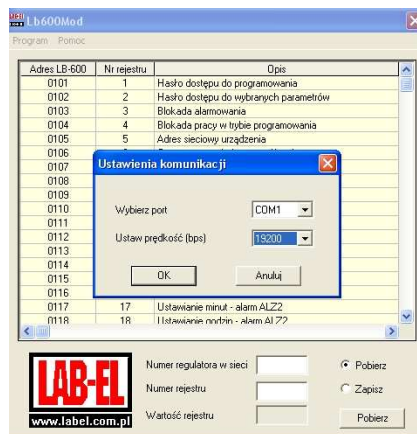 Lb600Mod
Program Pomoc
Adres LB-600 Nr rejestru Opis
0101 1 Hasło dostępu do programowania
0102 2 Hasło dostępu do wybranych parametrów
0103 3 Blokada alarmowania
0104 4 Blokada pracy w trybie programowania
0105 5 Adres sieciowy urządzenia
0106
0107
0108
0109
0110
0111
0112
0113
0114
0115
0116
0117 17 Ustawianie minut - alarm ALZ2
0118 18 Ustawianie godzin - alarm ALZ2
Ustawienia komunikacji
Wybierz port COM1
Ustaw prędkość (bps) 19200
OK Anuluj
LAB-EL
www.label.com.pl
Numer regulatora w sieci Pobierz
Numer rejestru Zapisz
Wartość rejestru Pobierz